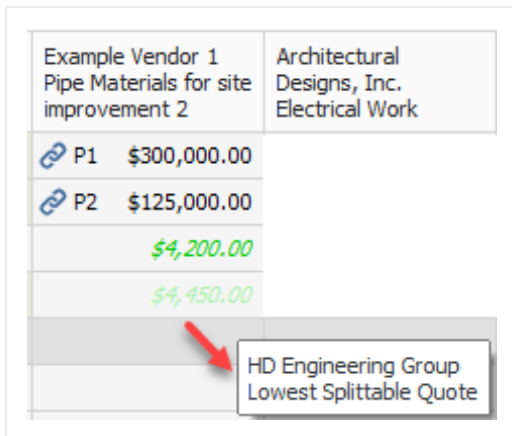 Example Vendor 1
Pipe Materials for site
improvement 2
Architectural
Designs, Inc.
Electrical Work
P1 $300,000.00
P2 $125,000.00
$4,200.00
$4,450.00
HD Engineering Group
Lowest Splittable Quote